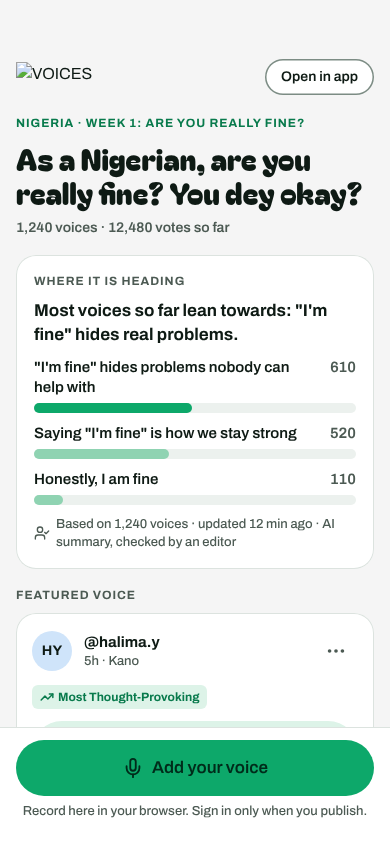 VOICES
Open in app
NIGERIA · WEEK 1: ARE YOU REALLY FINE?
As a Nigerian, are you
really fine? You dey okay?
1,240 voices · 12,480 votes so far
WHERE IT IS HEADING
Most voices so far lean towards: "I'm
fine" hides real problems.
"I'm fine" hides problems nobody can
help with
610
Saying "I'm fine" is how we stay strong
520
Honestly, I am fine
110
Based on 1,240 voices · updated 12 min ago · AI
summary, checked by an editor
FEATURED VOICE
HY
@halima.y
5h · Kano
Most Thought-Provoking
Add your voice
Record here in your browser. Sign in only when you publish.